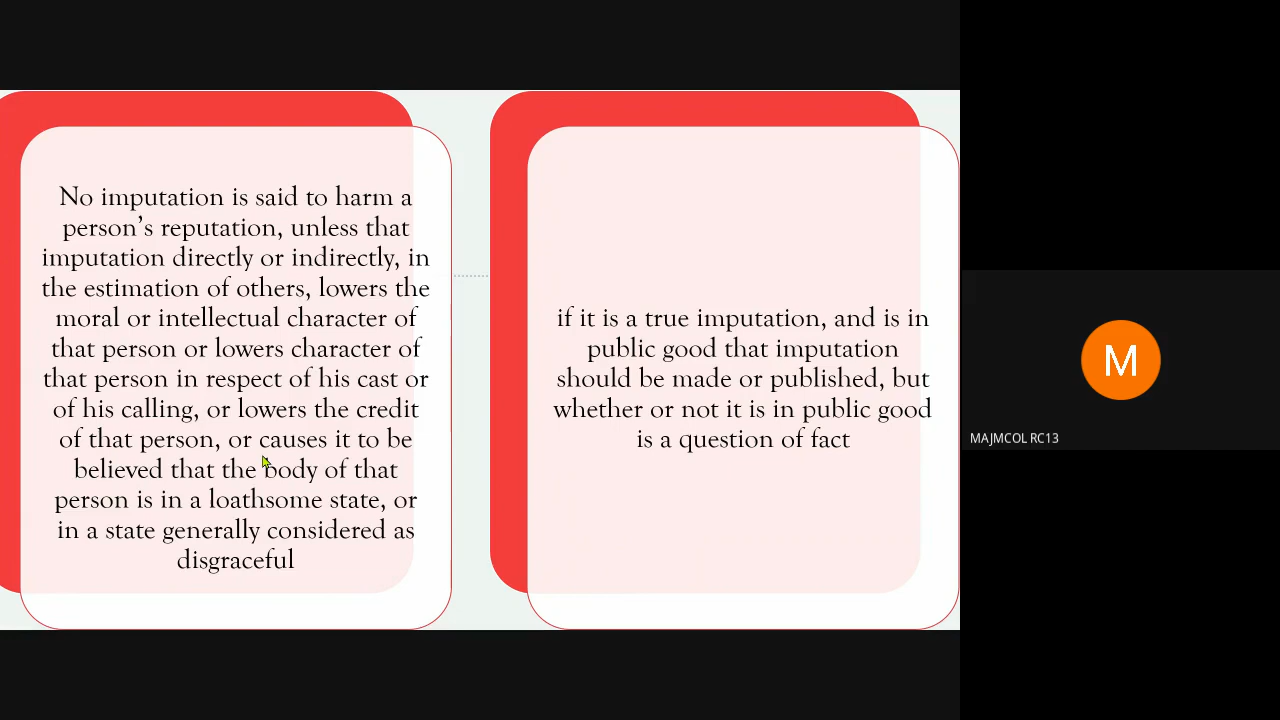 No imputation is said to harm a
person's reputation, unless that
imputation directly or indirectly, in
the estimation of others, lowers the
moral or intellectual character of
that person or lowers character of
that person in respect of his cast or
of his calling, or lowers the credit
of that person, or causes it to be
believed that the body of that
person is in a loathsome state, or
in a state generally considered as
disgraceful
if it is a true imputation, and is in
public good that imputation
should be made or published, but
whether or not it is in public good
is a question of fact
M
MAJMCOL RC13